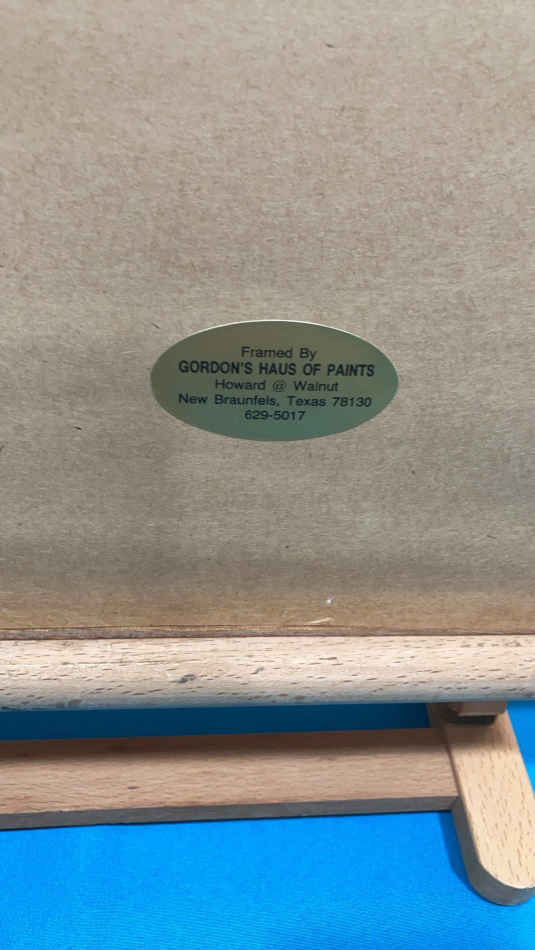 Framed By
GORDON'S HAUS OF PAINTS
Howard @ Walnut
New Braunfels, Texas 78130
629-5017